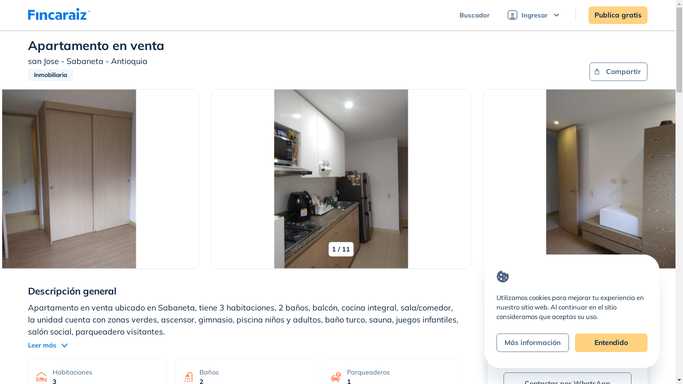 Fincaraiz
Buscador
Ingresar
Publica gratis
Apartamento en venta
san Jose - Sabaneta - Antioquia
Inmobiliaria
Compartir
1 / 11
Descripción general
Apartamento en venta ubicado en Sabaneta, tiene 3 habitaciones, 2 baños, balcón, cocina integral, sala/comedor,
la unidad cuenta con zonas verdes, ascensor, gimnasio, piscina niños y adultos, baño turco, sauna, juegos infantiles,
salón social, parqueadero visitantes.
Leer más
Habitaciones
3
Baños
2
Parqueaderos
1
Utilizamos cookies para mejorar tu experiencia en
nuestro sitio web. Al continuar en el sitio
consideramos que aceptas su uso.
Más información
Entendido
Contactar por WhatsApp